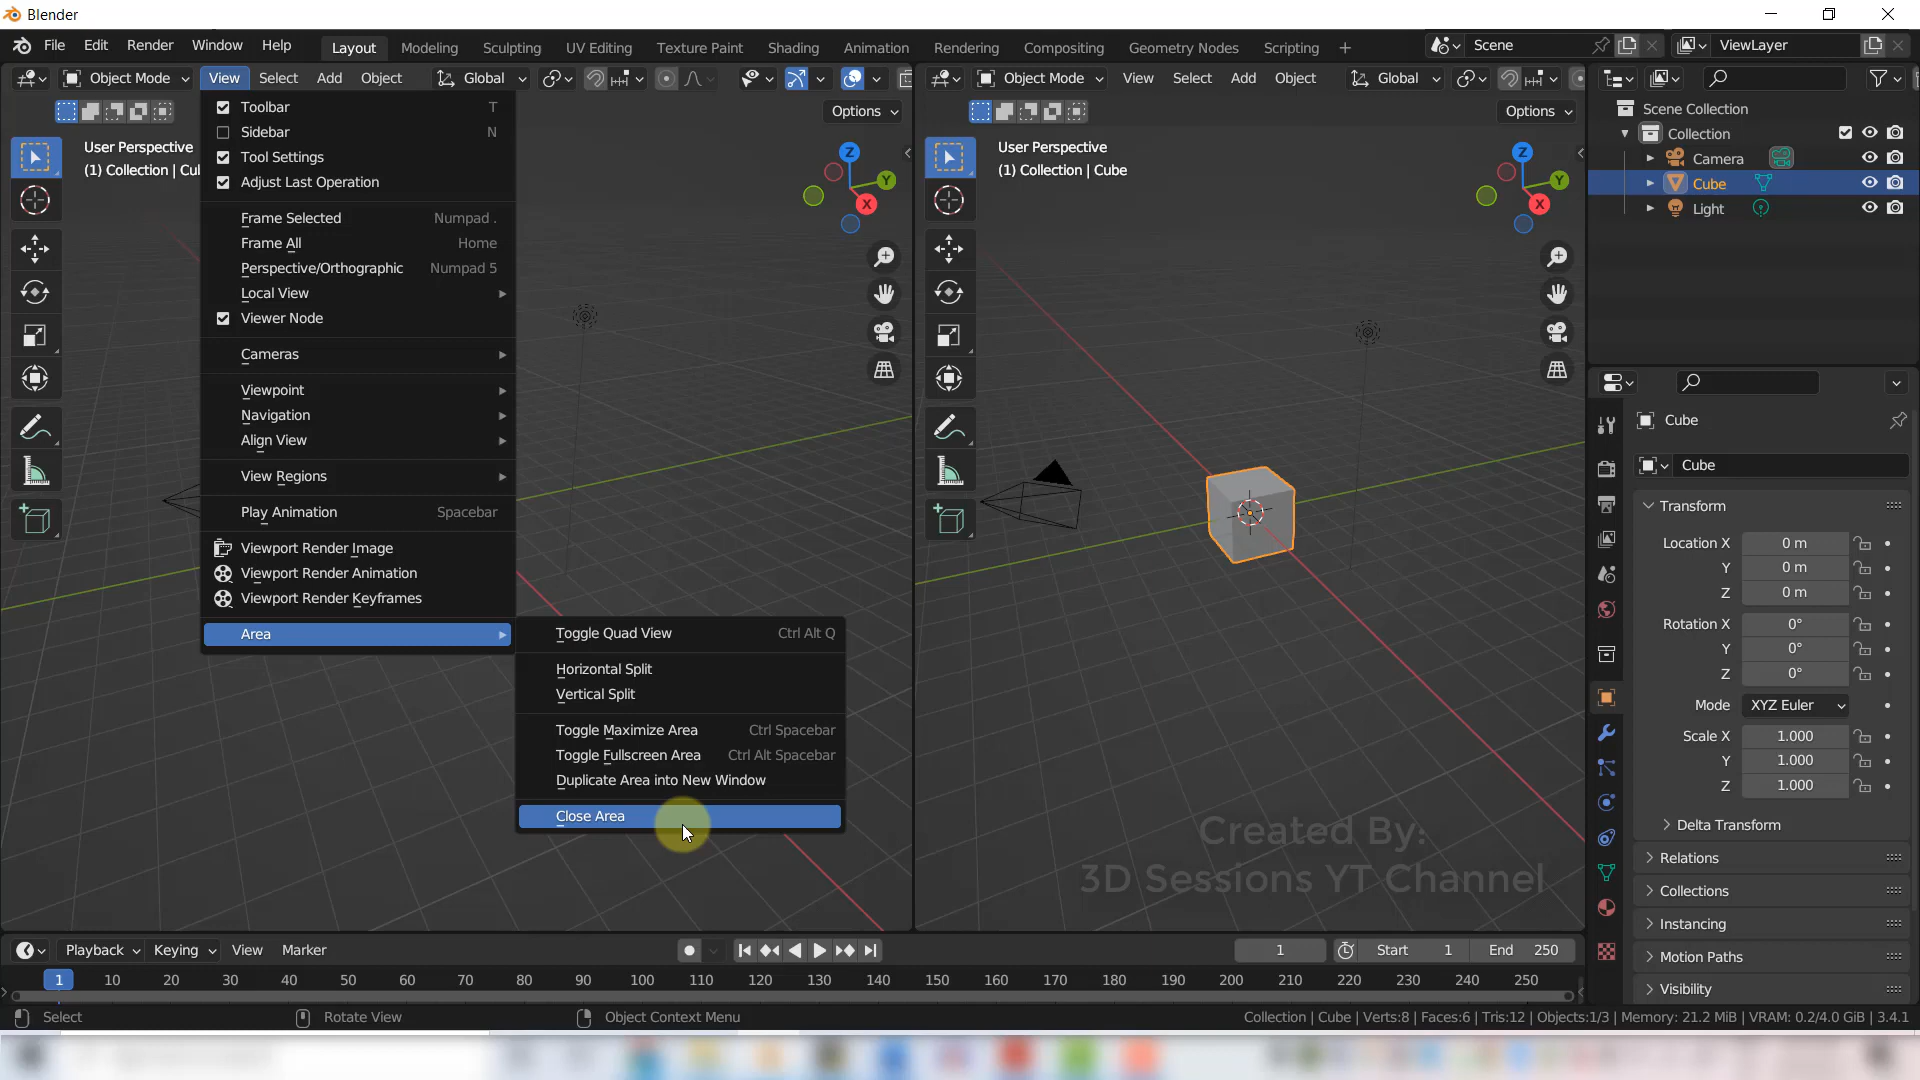 Blender
File Edit Render Window Help Layout Modeling Sculpting UV Editing Texture Paint Shading Animation Rendering Compositing Geometry Nodes Scripting + Scene ViewLayer
Object Mode View Select Add Object Global
Options
User Perspective
(1) Collection | Cu
Toolbar T
Sidebar N
Tool Settings
Adjust Last Operation
Frame Selected Numpad .
Frame All Home
Perspective/Orthographic Numpad 5
Local View
Viewer Node
Cameras
Viewpoint
Navigation
Align View
View Regions
Play Animation Spacebar
Viewport Render Image
Viewport Render Animation
Viewport Render Keyframes
Area
Toggle Quad View Ctrl Alt Q
Horizontal Split
Vertical Split
Toggle Maximize Area Ctrl Spacebar
Toggle Fullscreen Area Ctrl Alt Spacebar
Duplicate Area into New Window
Close Area
Z
Y
X
Object Mode View Select Add Object Global
Options
User Perspective
(1) Collection | Cube
Z
Y
X
Created By:
3D Sessions YT Channel
Scene Collection
Collection
Camera
Cube
Light
Cube
Cube
Transform
Location X 0 m
Y 0 m
Z 0 m
Rotation X 0°
Y 0°
Z 0°
Mode XYZ Euler
Scale X 1.000
Y 1.000
Z 1.000
Delta Transform
Relations
Collections
Instancing
Motion Paths
Visibility
Playback Keying View Marker 1 Start 1 End 250
1 10 20 30 40 50 60 70 80 90 100 110 120 130 140 150 160 170 180 190 200 210 220 230 240 250
Select Rotate View Object Context Menu Collection | Cube | Verts:8 | Faces:6 | Tris:12 | Objects:1/3 | Memory: 21.2 MiB | VRAM: 0.2/4.0 GiB | 3.4.1